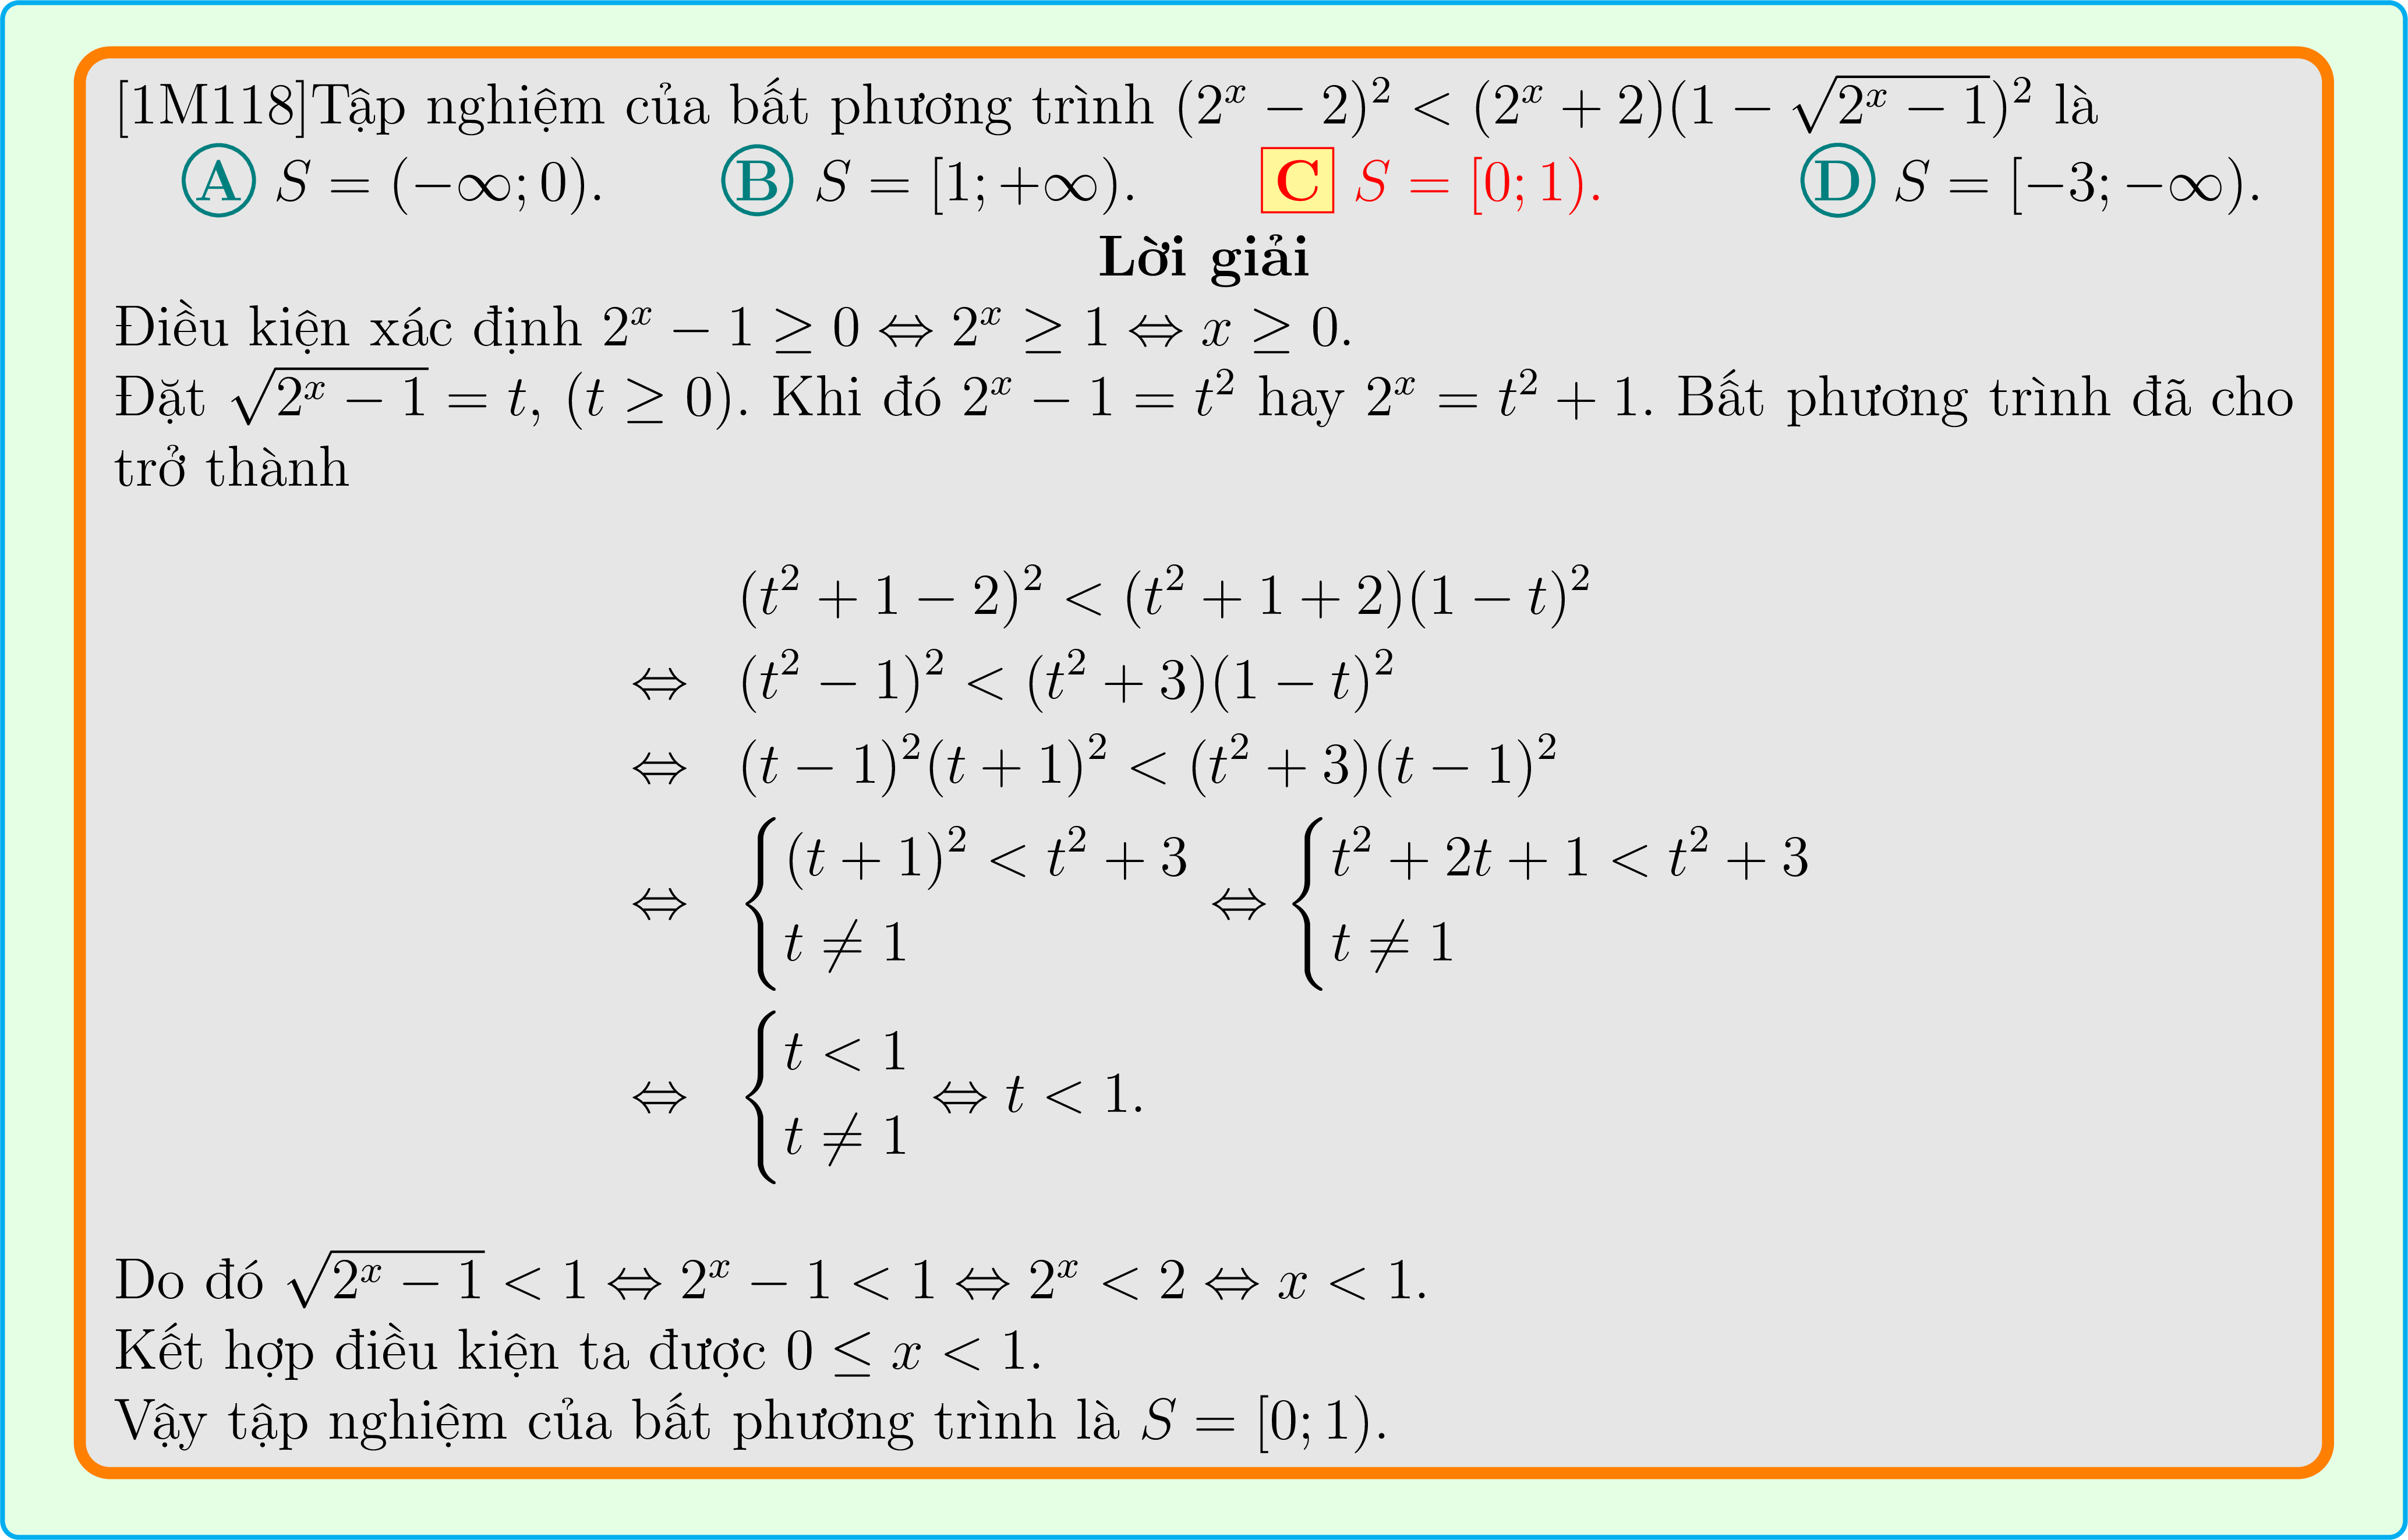 [1M118]Tập nghiệm của bất phương trình $(2^x - 2)^2 < (2^x + 2)(1 - \sqrt{2^x - 1})^2$ là
A $S = (-\infty; 0)$. B $S = [1; +\infty)$. C $S = [0; 1)$. D $S = [-3; -\infty)$.
Lời giải
Điều kiện xác định $2^x - 1 \geq 0 \Leftrightarrow 2^x \geq 1 \Leftrightarrow x \geq 0$.
Đặt $\sqrt{2^x - 1} = t$, $(t \geq 0)$. Khi đó $2^x - 1 = t^2$ hay $2^x = t^2 + 1$. Bất phương trình đã cho
trở thành
$(t^2 + 1 - 2)^2 < (t^2 + 1 + 2)(1 - t)^2$
$\Leftrightarrow (t^2 - 1)^2 < (t^2 + 3)(1 - t)^2$
$\Leftrightarrow (t - 1)^2(t + 1)^2 < (t^2 + 3)(t - 1)^2$
$\Leftrightarrow \begin{cases} (t + 1)^2 < t^2 + 3 \\ t \neq 1 \end{cases} \Leftrightarrow \begin{cases} t^2 + 2t + 1 < t^2 + 3 \\ t \neq 1 \end{cases}$
$\Leftrightarrow \begin{cases} t < 1 \\ t \neq 1 \end{cases} \Leftrightarrow t < 1.$
Do đó $\sqrt{2^x - 1} < 1 \Leftrightarrow 2^x - 1 < 1 \Leftrightarrow 2^x < 2 \Leftrightarrow x < 1$.
Kết hợp điều kiện ta được $0 \leq x < 1$.
Vậy tập nghiệm của bất phương trình là $S = [0; 1)$.